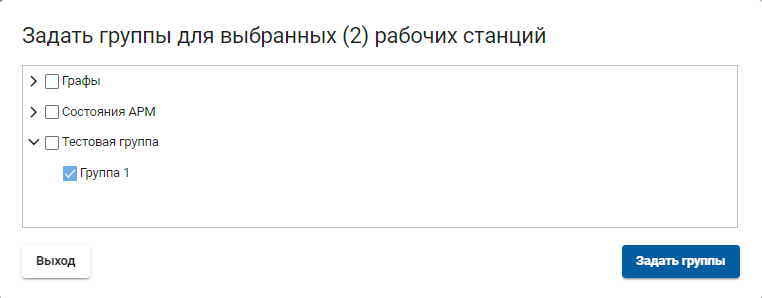 Задать группы для выбранных (2) рабочих станций
Графы
Состояния АРМ
Тестовая группа
Группа 1
Выход
Задать группы